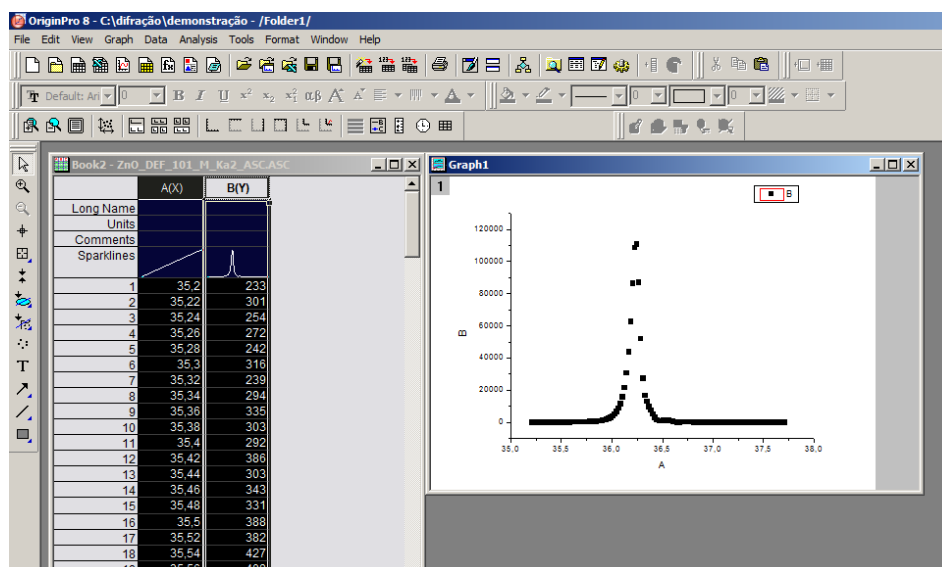 OriginPro 8 - C:\difração\demonstração - /Folder1/
File Edit View Graph Data Analysis Tools Format Window Help
Default: Ari 0 B I U x² x₂ αβ A A
0 0
Book2 - ZnO_DEF_101_M_Ka2_ASC.ASC
A(X) B(Y)
Long Name
Units
Comments
Sparklines
1 35,2 233
2 35,22 301
3 35,24 254
4 35,26 272
5 35,28 242
6 35,3 316
7 35,32 239
8 35,34 294
9 35,36 335
10 35,38 303
11 35,4 292
12 35,42 386
13 35,44 303
14 35,46 343
15 35,48 331
16 35,5 388
17 35,52 382
18 35,54 427
Graph1
1
B
120000
100000
80000
60000
40000
20000
0
B
35,0 35,5 36,0 36,5 37,0 37,5 38,0
A
T